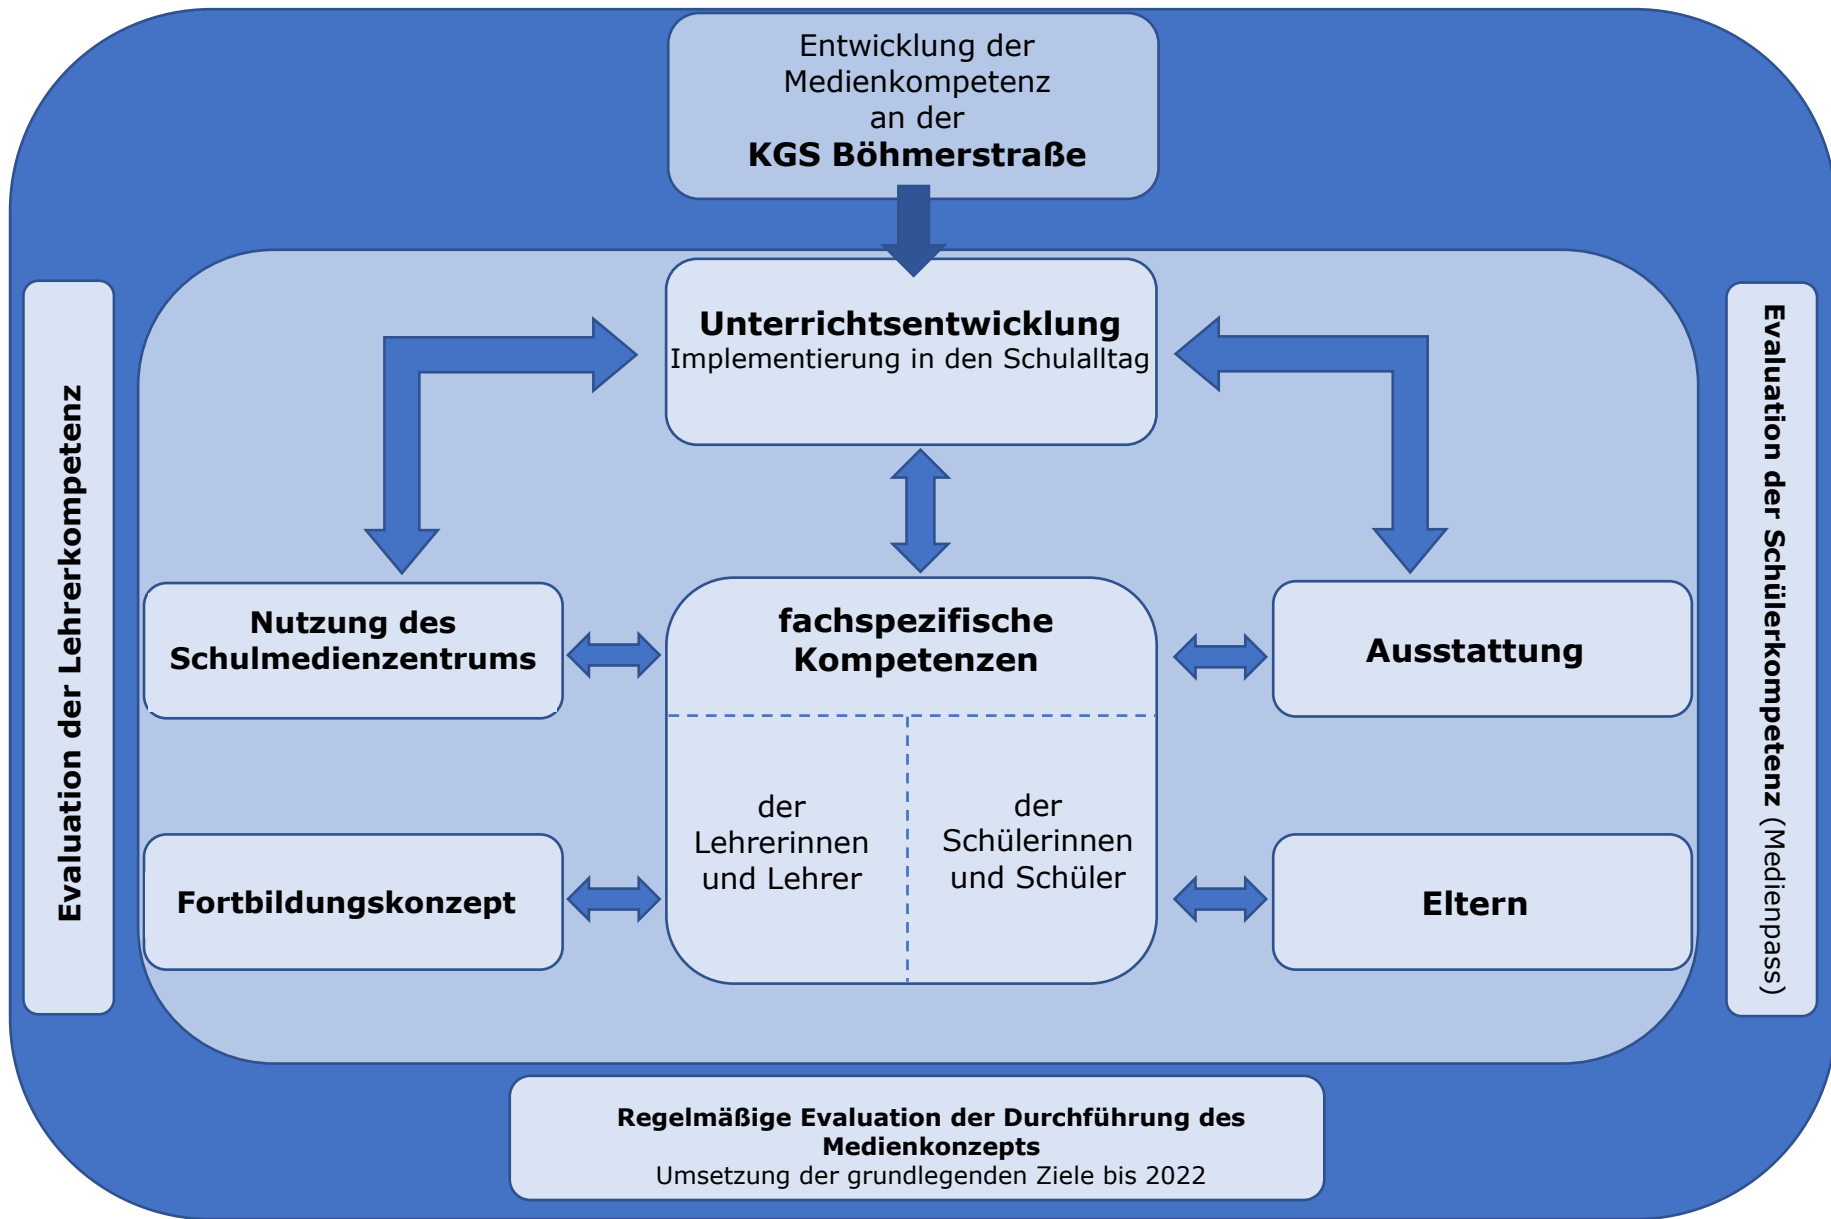 Entwicklung der
Medienkompetenz
an der
KGS Böhmerstraße
Unterrichtsentwicklung
Implementierung in den Schulalltag
Evaluation der Lehrerkompetenz
Evaluation der Schülerkompetenz (Medienpass)
Nutzung des
Schulmedienzentrums
fachspezifische
Kompetenzen
Ausstattung
der
Lehrerinnen
und Lehrer
der
Schülerinnen
und Schüler
Fortbildungskonzept
Eltern
Regelmäßige Evaluation der Durchführung des
Medienkonzepts
Umsetzung der grundlegenden Ziele bis 2022